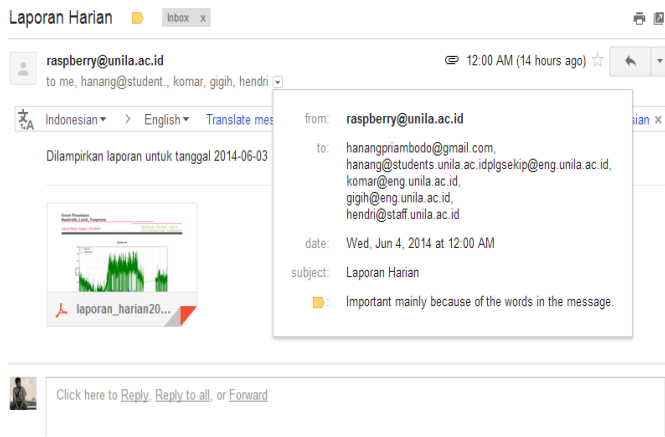 Laporan Harian Inbox x
raspberry@unila.ac.id 12:00 AM (14 hours ago)
to me, hanang@student., komar, gigih, hendri
Indonesian > English Translate mes sian x
Dilampirkan laporan untuk tanggal 2014-06-03
laporan_harian20...
from: raspberry@unila.ac.id
to: hanangpriambodo@gmail.com,
hanang@students.unila.ac.idplgsekip@eng.unila.ac.id,
komar@eng.unila.ac.id,
gigih@eng.unila.ac.id,
hendri@staff.unila.ac.id
date: Wed, Jun 4, 2014 at 12:00 AM
subject: Laporan Harian
: Important mainly because of the words in the message.
Click here to Reply, Reply to all, or Forward